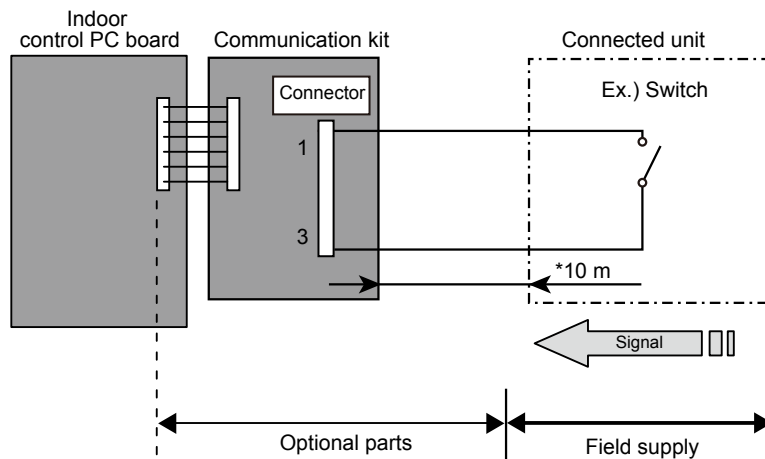 Indoor
control PC board
Communication kit
Connected unit
Connector
Ex.) Switch
1
3
*10 m
Signal
Optional parts
Field supply